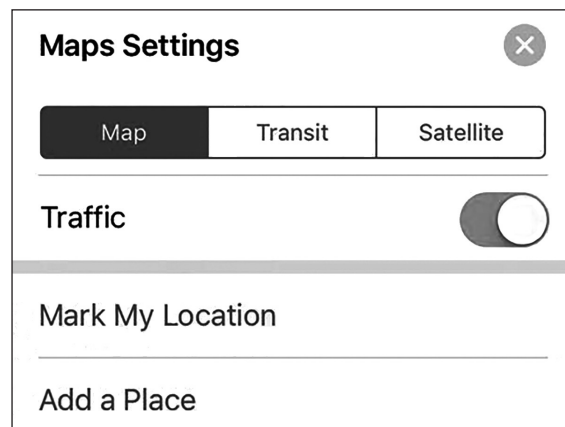 Maps Settings
Map Transit Satellite
Traffic
Mark My Location
Add a Place